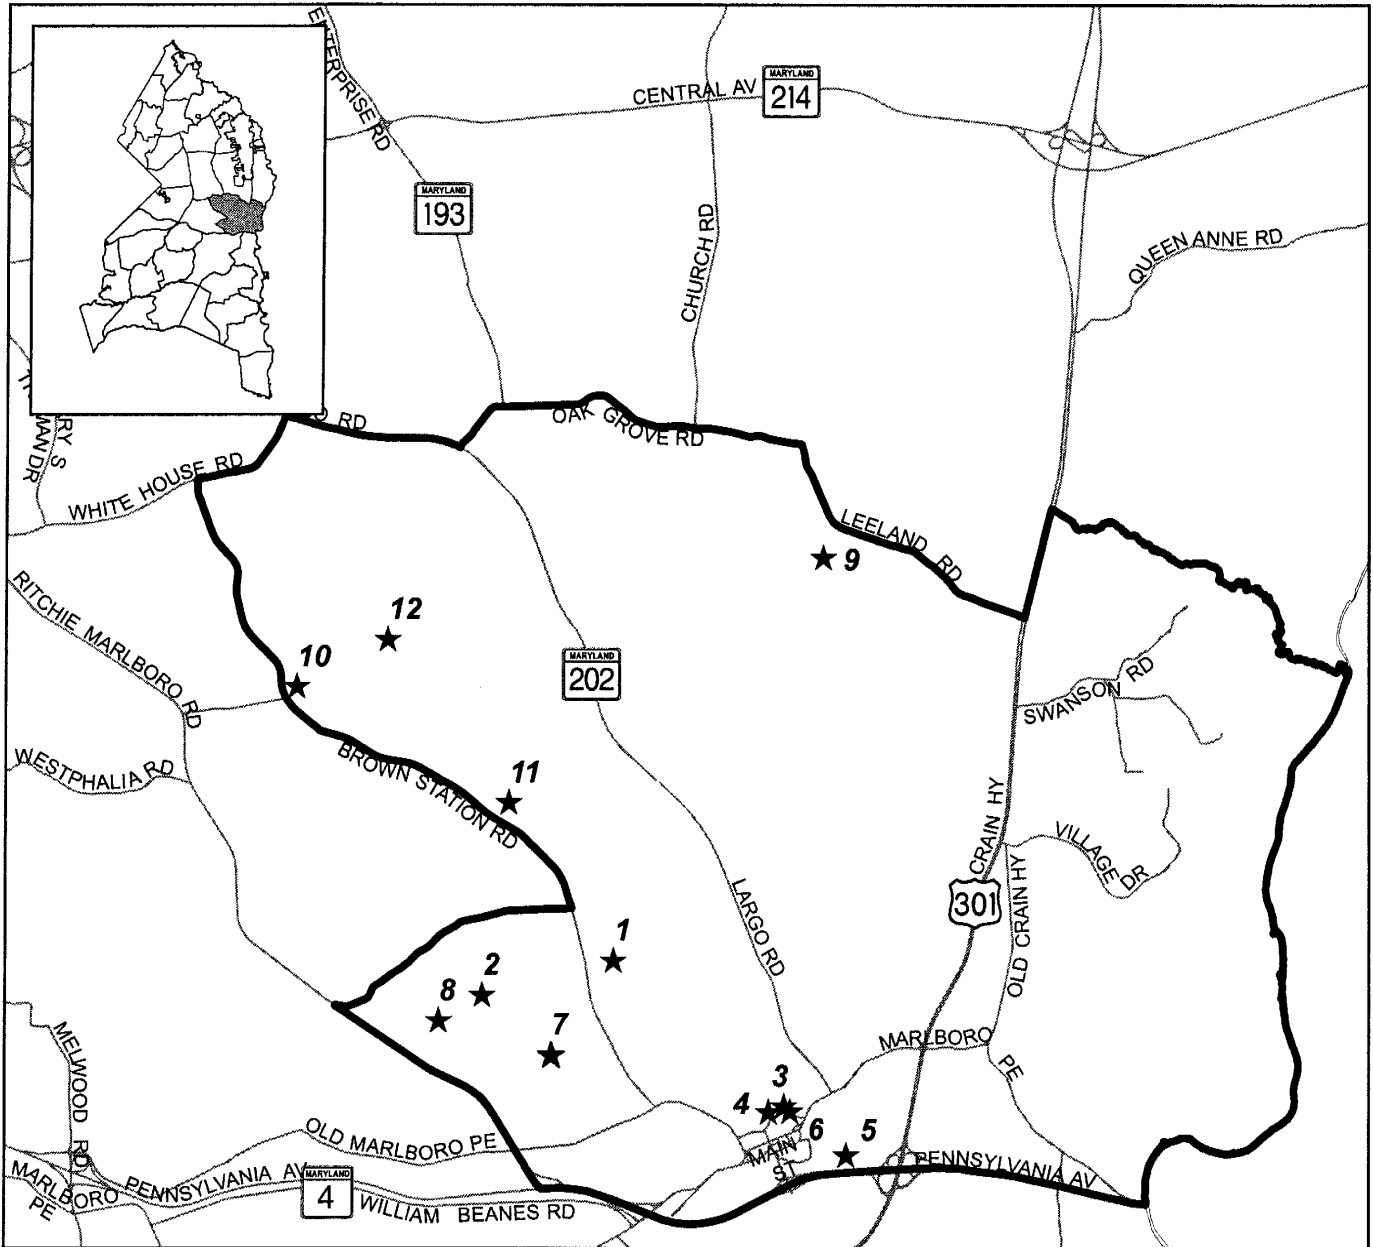 ENTERPRISE RD
CENTRAL AV
MARYLAND
214
MARYLAND
193
CHURCH RD
QUEEN ANNE RD
RD
OAK GROVE RD
RY S
MAN DR
WHITE HOUSE RD
LEELAND RD
9
12
RITCHIE MARLBORO RD
10
MARYLAND
202
SWANSON RD
BROWN STATION RD
WESTPHALIA RD
11
CRAIN HY
VILLAGE DR
301
OLD CRAIN HY
LARGO RD
1
2
8
7
MELWOOD RD
MARLBORO PE
3
4
6
5
OLD MARLBORO PE
MAIN ST
PENNSYLVANIA AV
MARLBORO PE
PENNSYLVANIA AV
MARYLAND
4
WILLIAM BEANES RD